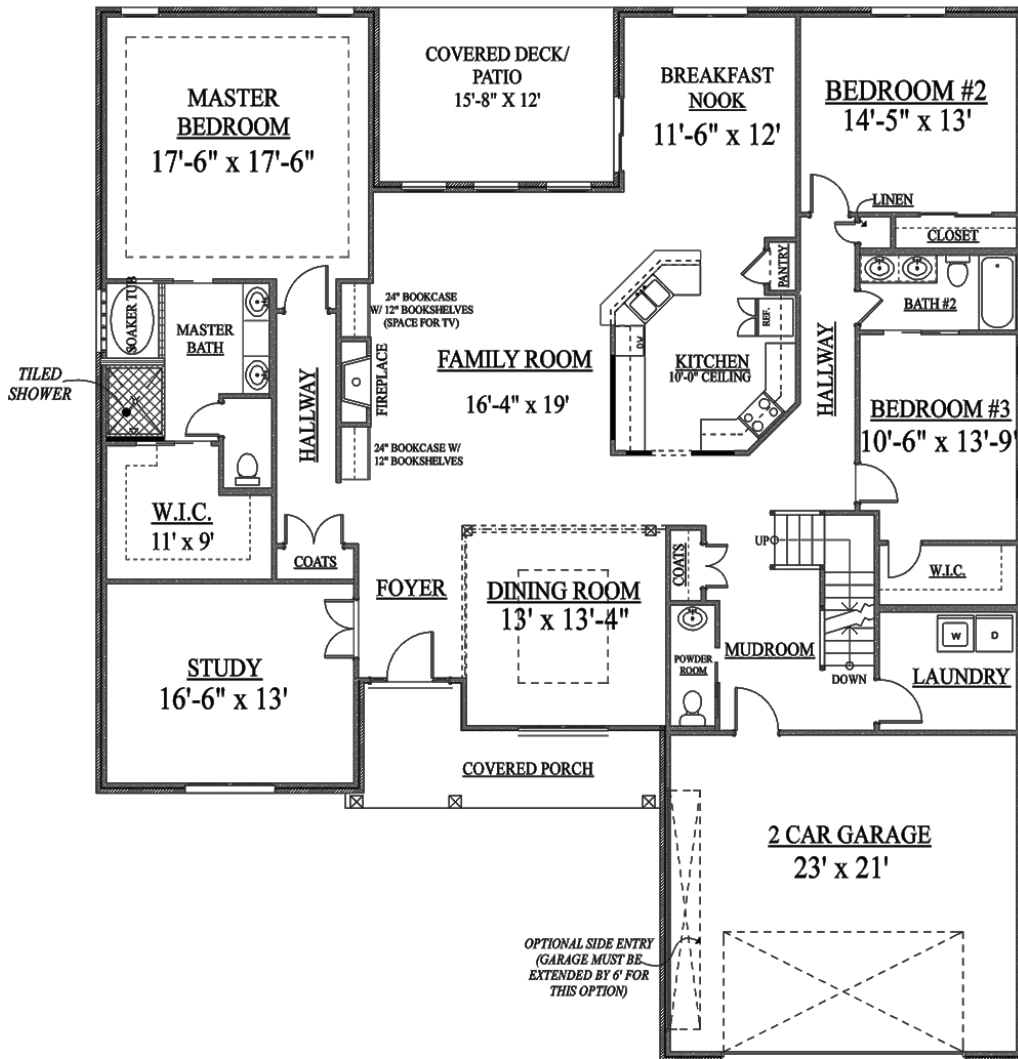 MASTER
BEDROOM
17'-6" x 17'-6"
COVERED DECK/
PATIO
15'-8" X 12'
BREAKFAST
NOOK
11'-6" x 12'
BEDROOM #2
14'-5" x 13'
LINEN
CLOSET
PANTRY
SOAKER TUB
MASTER
BATH
24" BOOKCASE
W/ 12" BOOKSHELVES
(SPACE FOR TV)
BATH #2
REF.
DW
TILED
SHOWER
HALLWAY
FIREPLACE
FAMILY ROOM
16'-4" x 19'
KITCHEN
10'-0" CEILING
HALLWAY
BEDROOM #3
10'-6" x 13'-9"
24" BOOKCASE W/
12" BOOKSHELVES
W.I.C.
11' x 9'
COATS
FOYER
DINING ROOM
13' x 13'-4"
COATS
UP
W.I.C.
STUDY
16'-6" x 13'
POWDER
ROOM
MUDROOM
DOWN
W
D
LAUNDRY
COVERED PORCH
2 CAR GARAGE
23' x 21'
OPTIONAL SIDE ENTRY
(GARAGE MUST BE
EXTENDED BY 6' FOR
THIS OPTION)